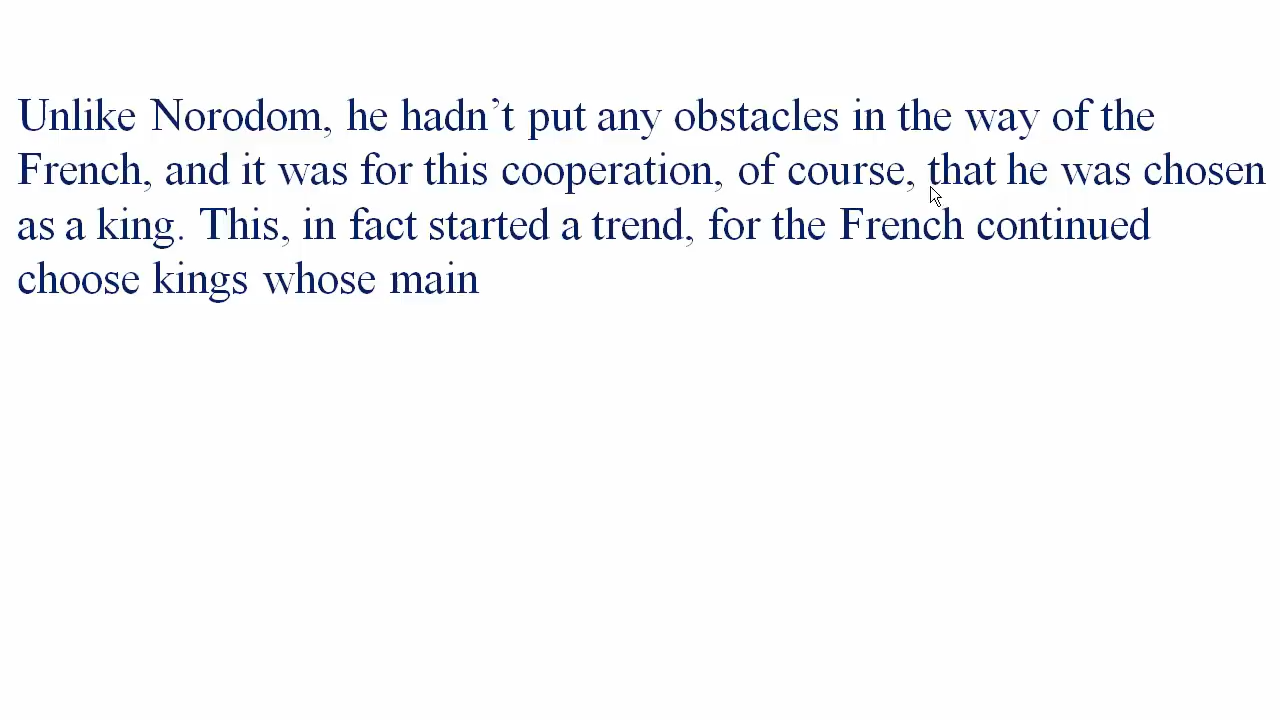 Unlike Norodom, he hadn’t put any obstacles in the way of the
French, and it was for this cooperation, of course, that he was chosen
as a king. This, in fact started a trend, for the French continued
choose kings whose main